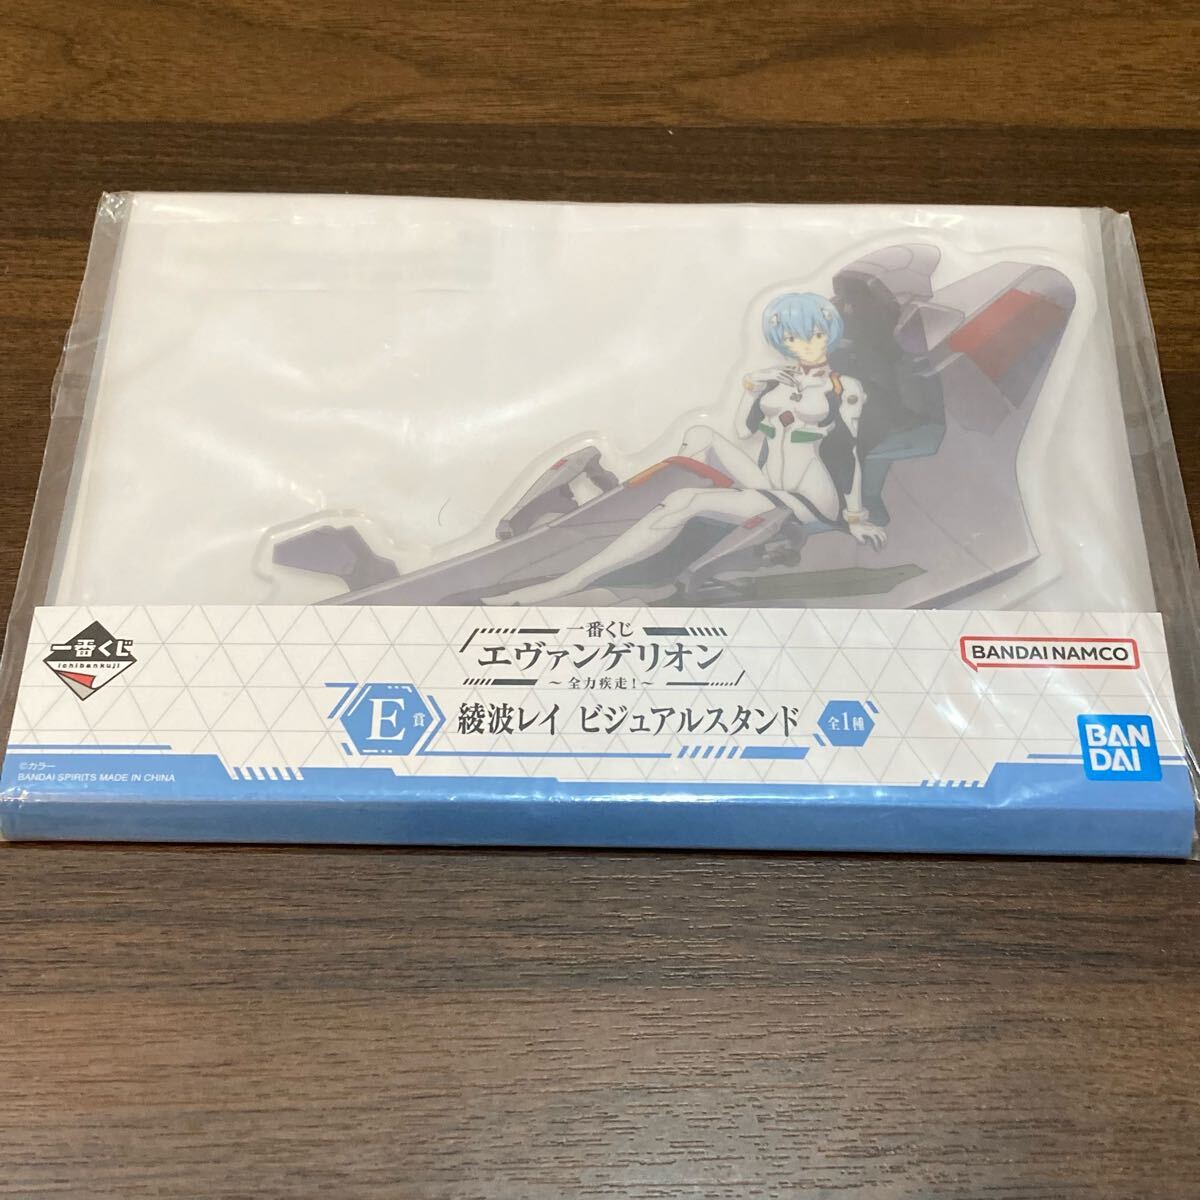 一番くじ
ichibankuji
一番くじ
エヴァンゲリオン
～全力疾走！～
E賞
綾波レイ ビジュアルスタンド
全1種
BANDAI NAMCO
BAN
DAI
©カラー
BANDAI SPIRITS MADE IN CHINA